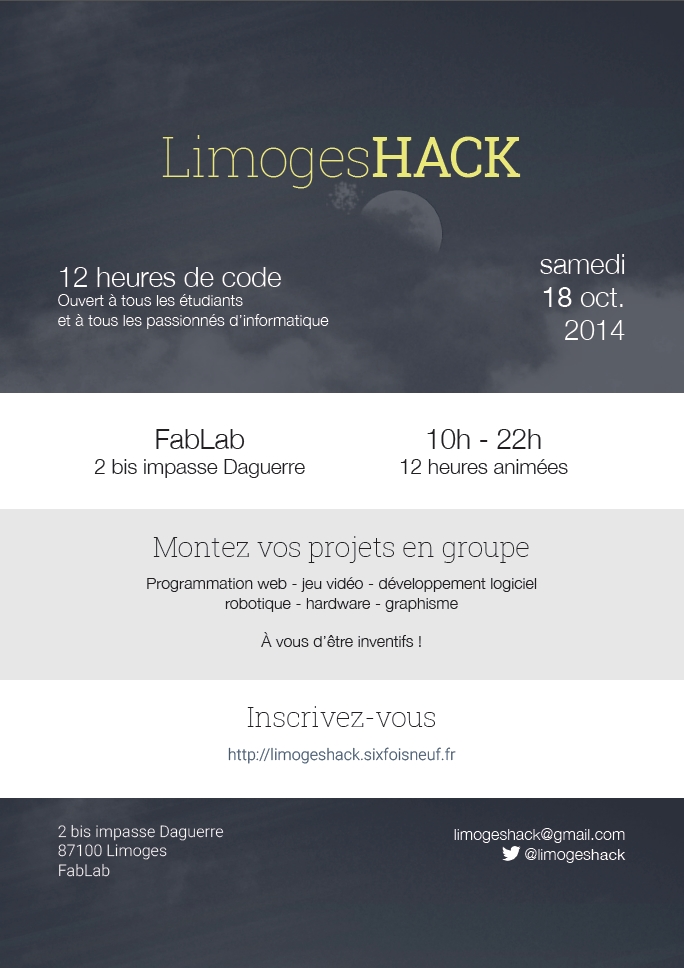 LimogesHACK
12 heures de code
Ouvert à tous les étudiants
et à tous les passionnés d'informatique
samedi
18 oct.
2014
FabLab
2 bis impasse Daguerre
10h - 22h
12 heures animées
Montez vos projets en groupe
Programmation web - jeu vidéo - développement logiciel
robotique - hardware - graphisme
À vous d'être inventifs !
Inscrivez-vous
http://limogeshack.sixfoisneuf.fr
2 bis impasse Daguerre
87100 Limoges
FabLab
limogeshack@gmail.com
@limogeshack